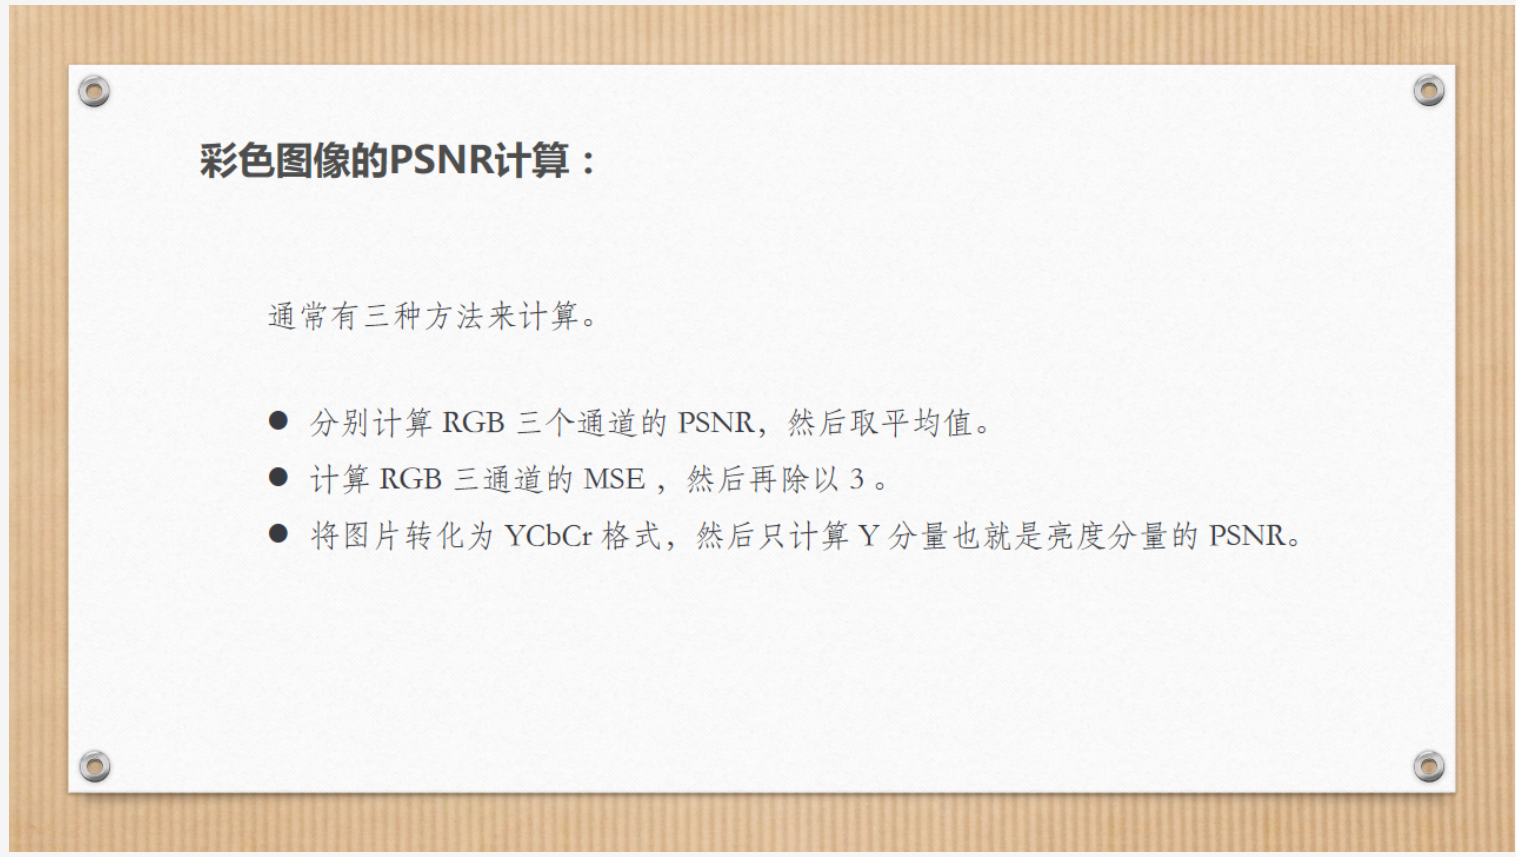 彩色图像的PSNR计算：
通常有三种方法来计算。
● 分别计算 RGB 三个通道的 PSNR，然后取平均值。
● 计算 RGB 三通道的 MSE ，然后再除以 3 。
● 将图片转化为 YCbCr 格式，然后只计算 Y 分量也就是亮度分量的 PSNR。